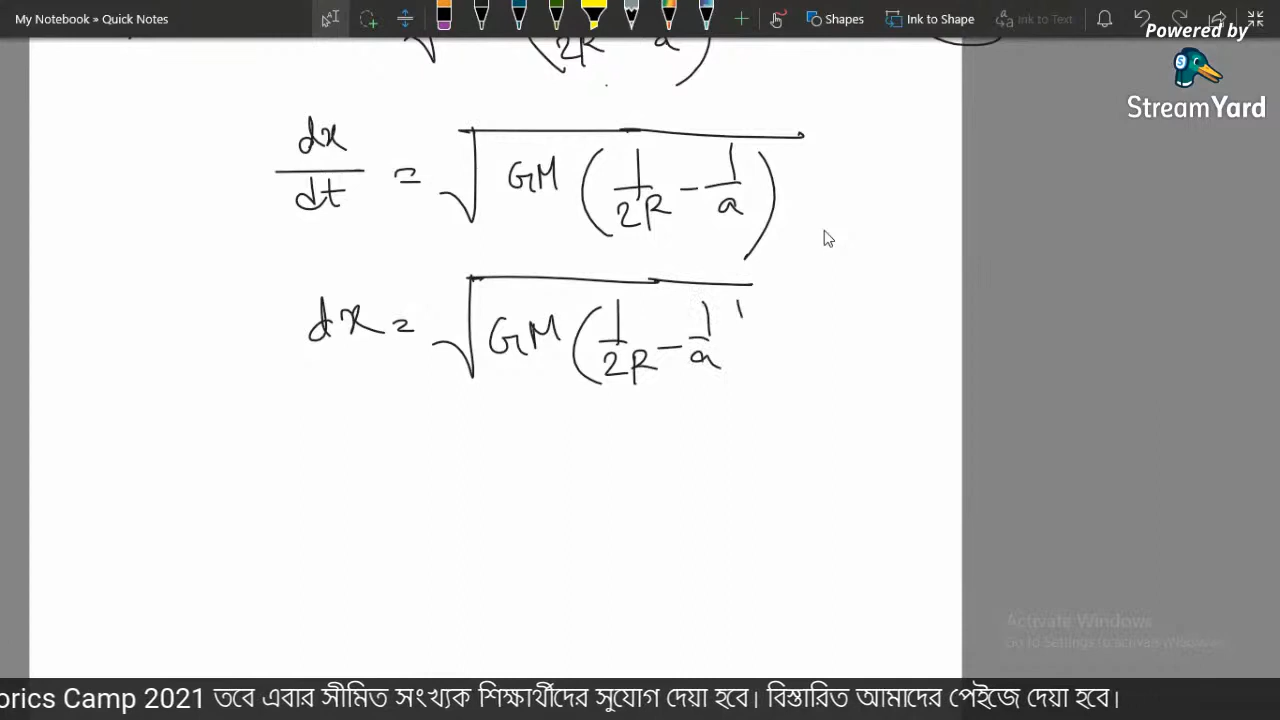 My Notebook » Quick Notes
Shapes
Ink to Shape
Ink to Text
Powered by
StreamYard
2R a
dx/dt = √GM (1/2R - 1/a)
dx = √GM (1/2R - 1/a
Activate Windows
Go to Settings to activate Windows.
orics Camp 2021 তবে এবার সীমিত সংখ্যক শিক্ষার্থীদের সুযোগ দেয়া হবে। বিস্তারিত আমাদের পেইজে দেয়া হবে।